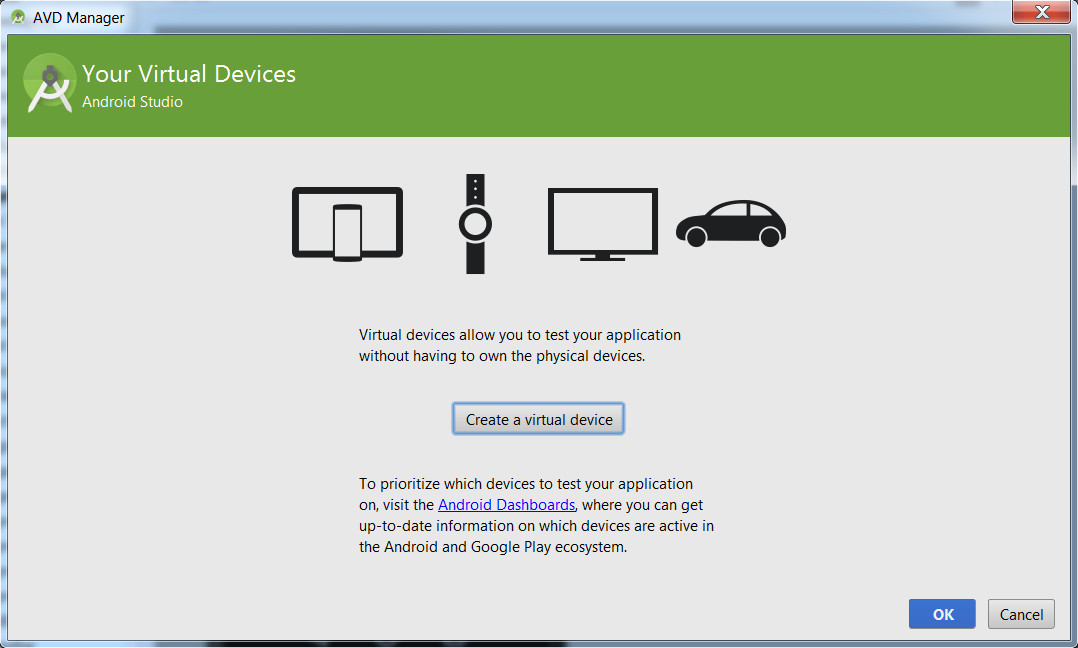 AVD Manager
Your Virtual Devices
Android Studio
Virtual devices allow you to test your application
without having to own the physical devices.
Create a virtual device
To prioritize which devices to test your application
on, visit the Android Dashboards, where you can get
up-to-date information on which devices are active in
the Android and Google Play ecosystem.
OK
Cancel